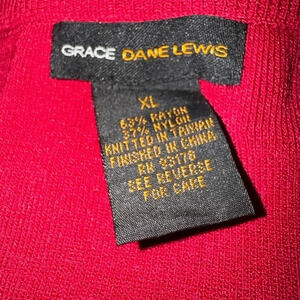 GRACE DANE LEWIS
XL
63% RAYON
37% NYLON
KNITTED IN TAIWAN
FINISHED IN CHINA
RN 93176
SEE REVERSE
FOR CARE